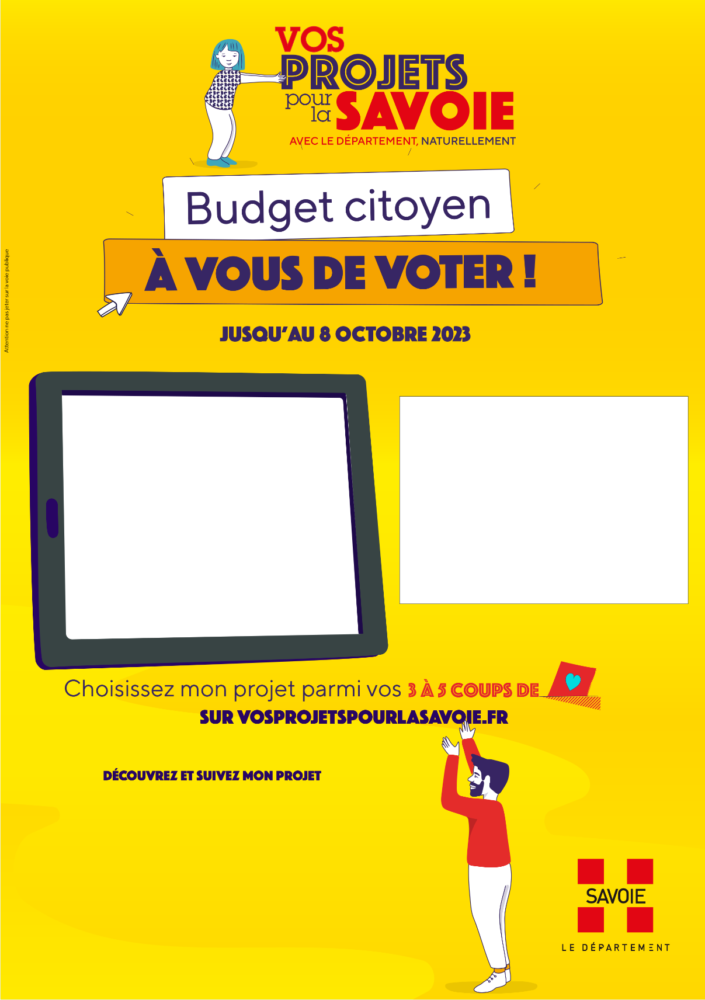 VOS
PROJETS
pour
la
SAVOIE
AVEC LE DÉPARTEMENT, NATURELLEMENT
Budget citoyen
À VOUS DE VOTER !
JUSQU'AU 8 OCTOBRE 2023
Attention ne pas jeter sur la voie publique
Choisissez mon projet parmi vos 3 À 5 COUPS DE
SUR VOSPROJETSPOURLASAVOIE.FR
DÉCOUVREZ ET SUIVEZ MON PROJET
SAVOIE
LE DÉPARTEMENT